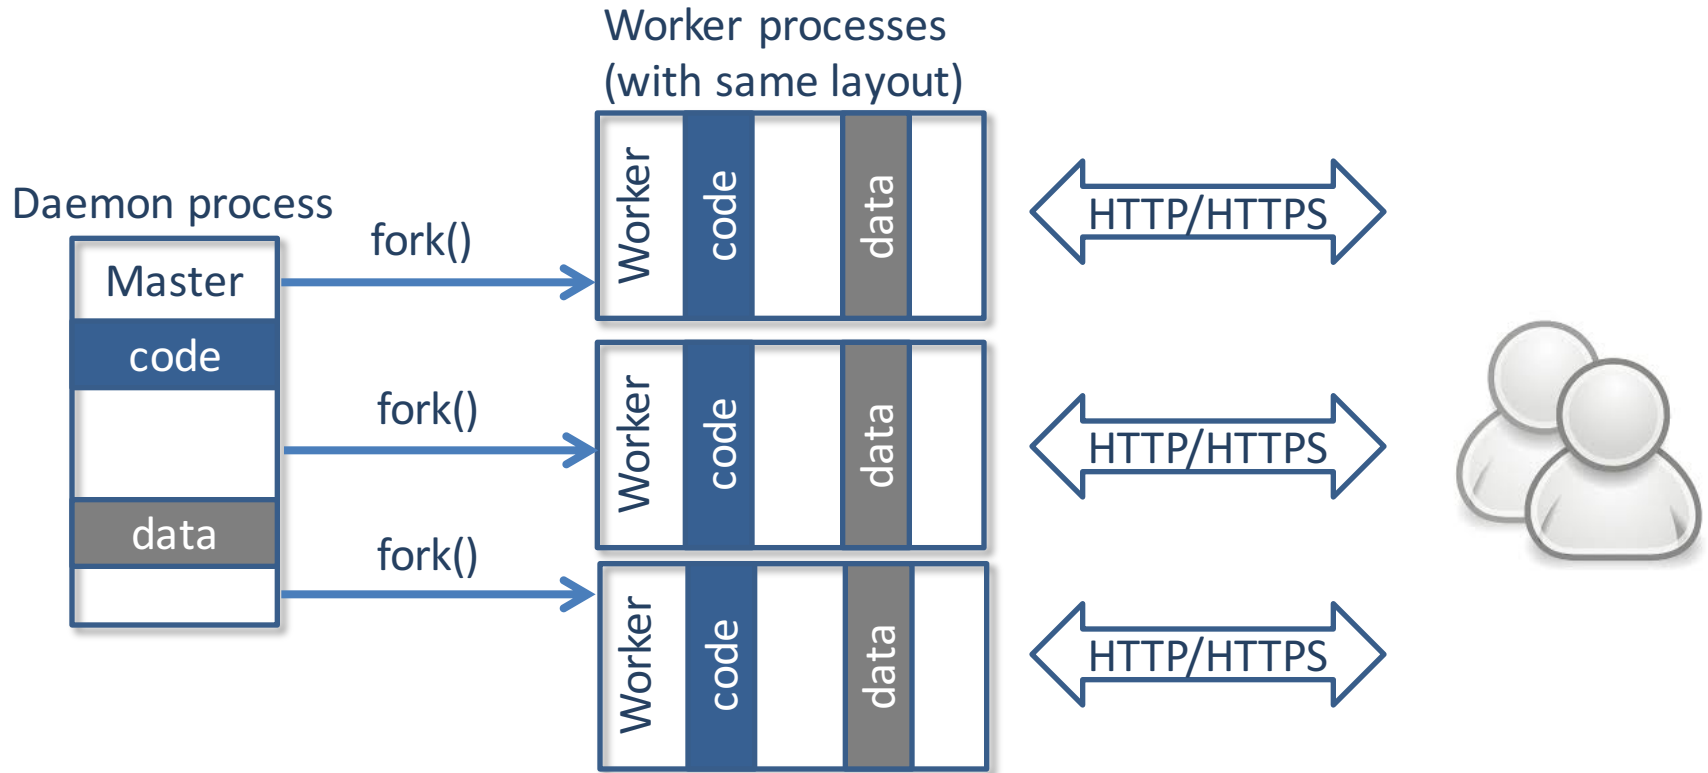 Worker processes
(with same layout)
Daemon process
Master
code
data
fork()
fork()
fork()
Worker
code
data
HTTP/HTTPS
Worker
code
data
HTTP/HTTPS
Worker
code
data
HTTP/HTTPS